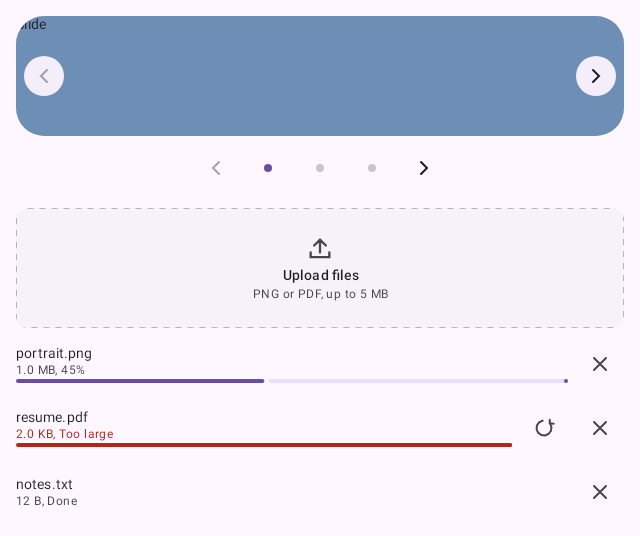 Upload files
PNG or PDF, up to 5 MB
portrait.png
1.0 MB, 45%
resume.pdf
2.0 KB, Too large
notes.txt
12 B, Done